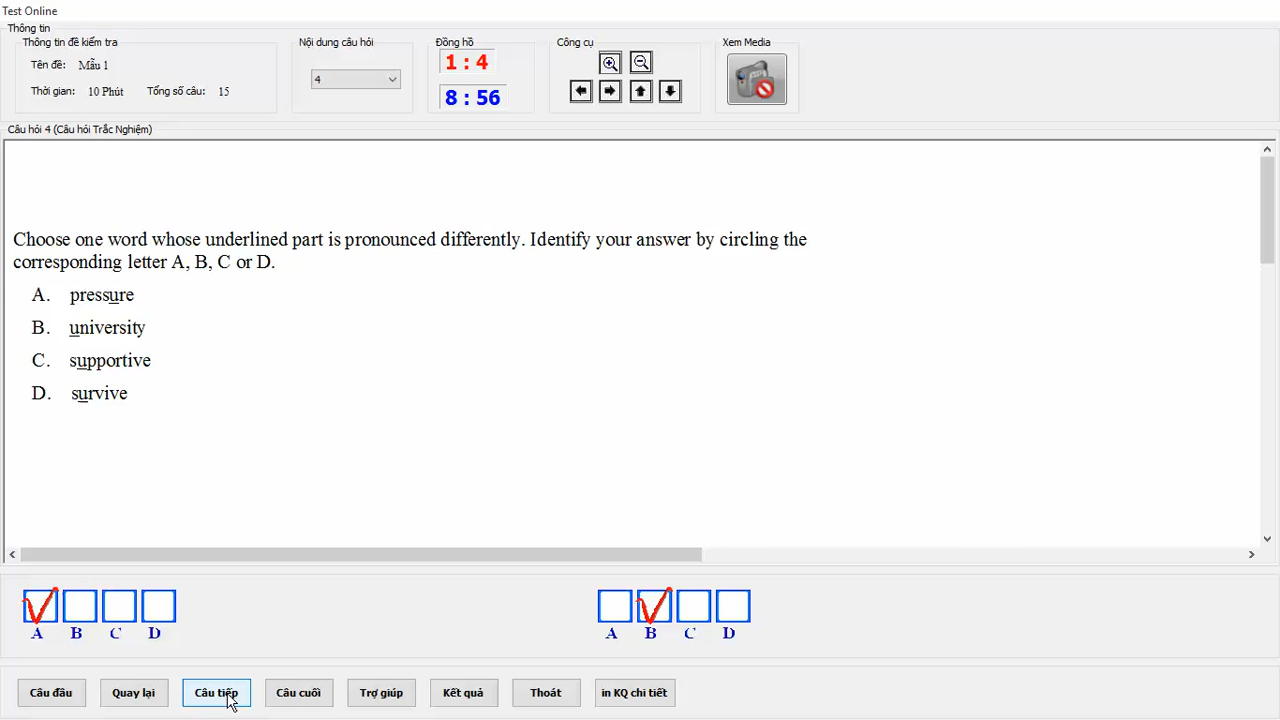 Test Online
Thông tin
Thông tin đề kiểm tra
Tên đề: Mẫu 1
Thời gian: 10 Phút Tổng số câu: 15
Nội dung câu hỏi
4
Đồng hồ
1 : 4
8 : 56
Công cụ
Xem Media
Câu hỏi 4 (Câu hỏi Trắc Nghiệm)
Choose one word whose underlined part is pronounced differently. Identify your answer by circling the
corresponding letter A, B, C or D.
A. pressure
B. university
C. supportive
D. survive
A B C D
A B C D
Câu đầu Quay lại Câu tiếp Câu cuối Trợ giúp Kết quả Thoát in KQ chi tiết